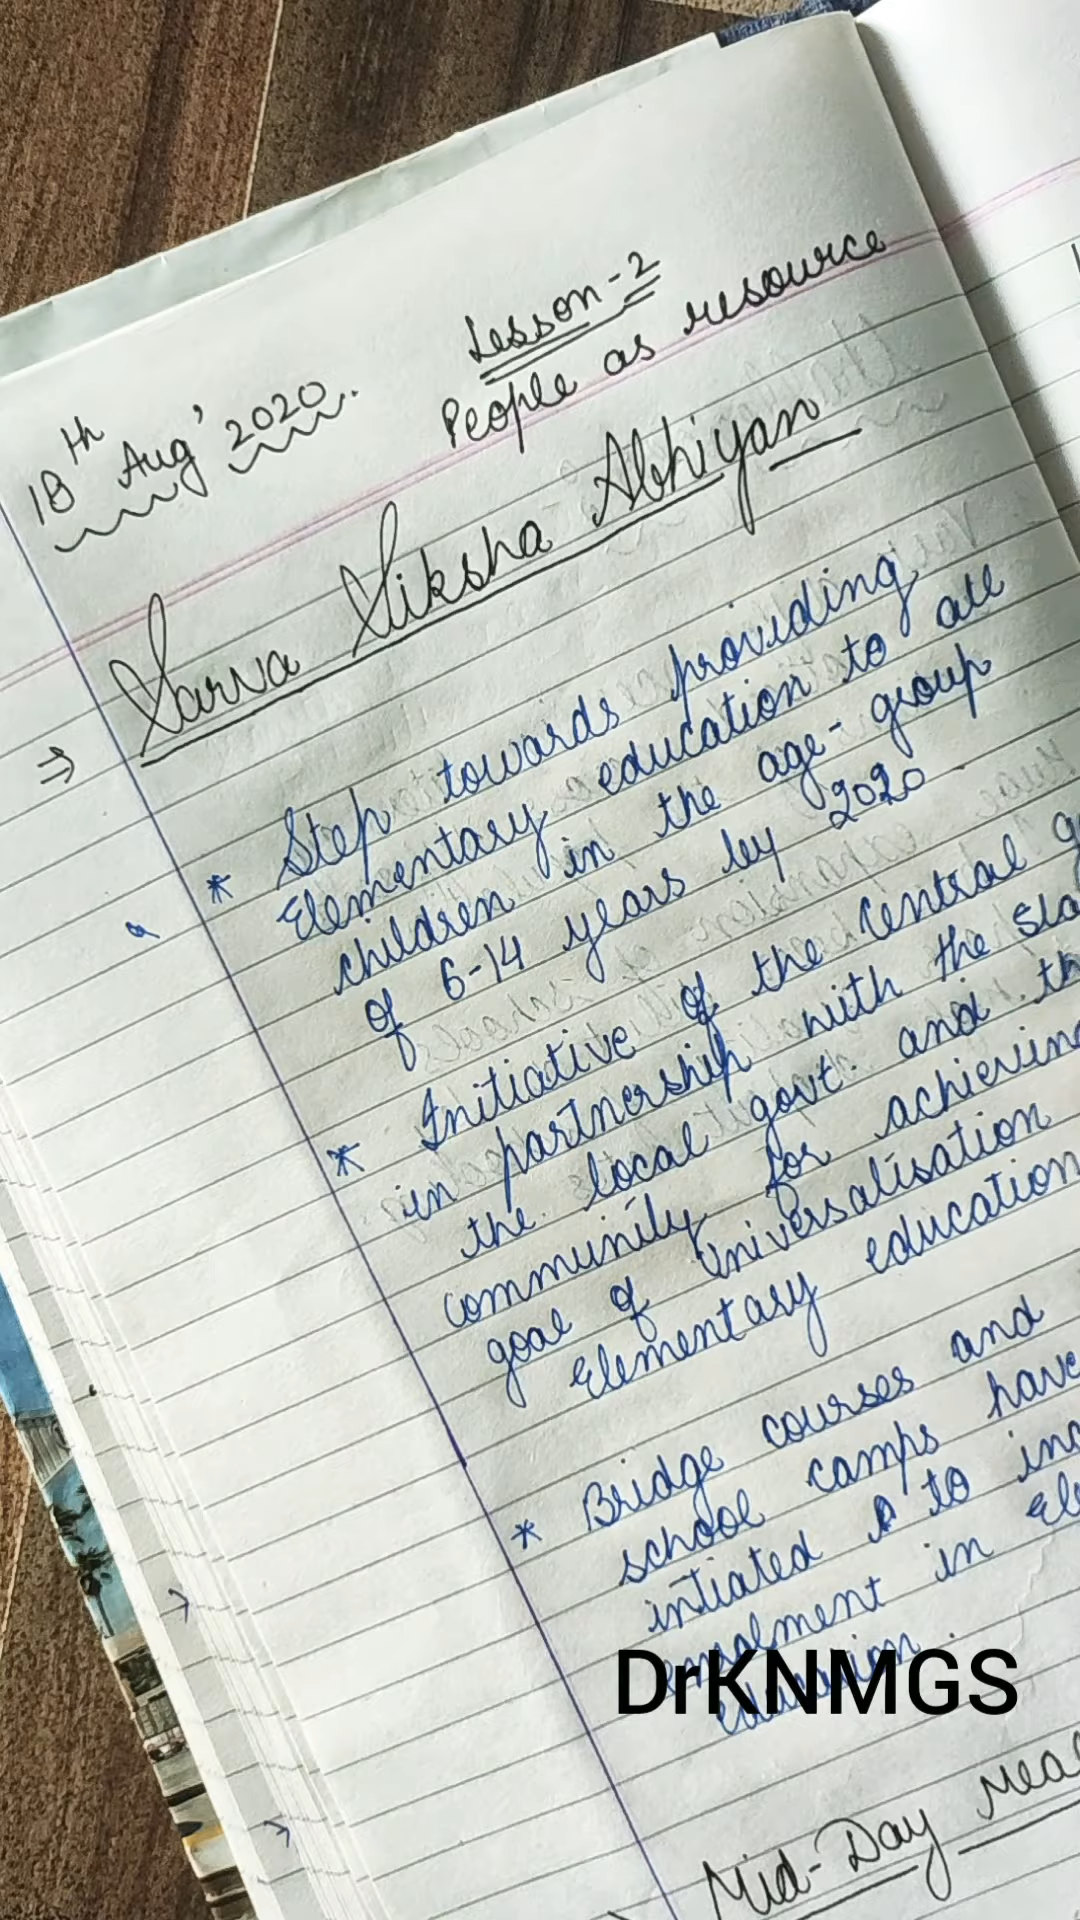 Lesson-2
18th Aug' 2020.
People as resource
Sarva Siksha Abhiyan
⇒
* Step towards providing
Elementary education to all
children in the age-group
of 6-14 years by 2020
* Initiative of the Central
in partnership with the
the local govt. and
community for
goal of Universalisation
Elementary education
* Bridge courses and
school camps have
intiated to
enrolment in
education.
DrKNMGS
Mid-Day